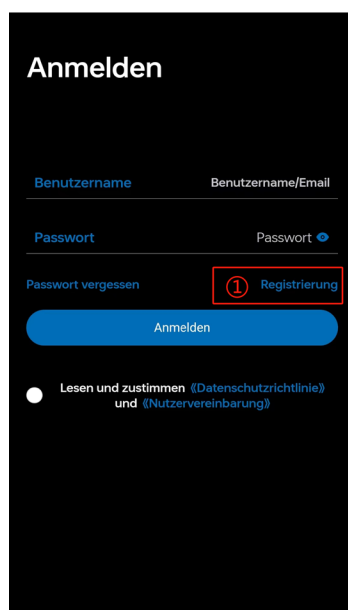 Anmelden
Benutzername Benutzername/Email
Passwort Passwort
Passwort vergessen ① Registrierung
Anmelden
Lesen und zustimmen 《Datenschutzrichtlinie》
und 《Nutzervereinbarung》